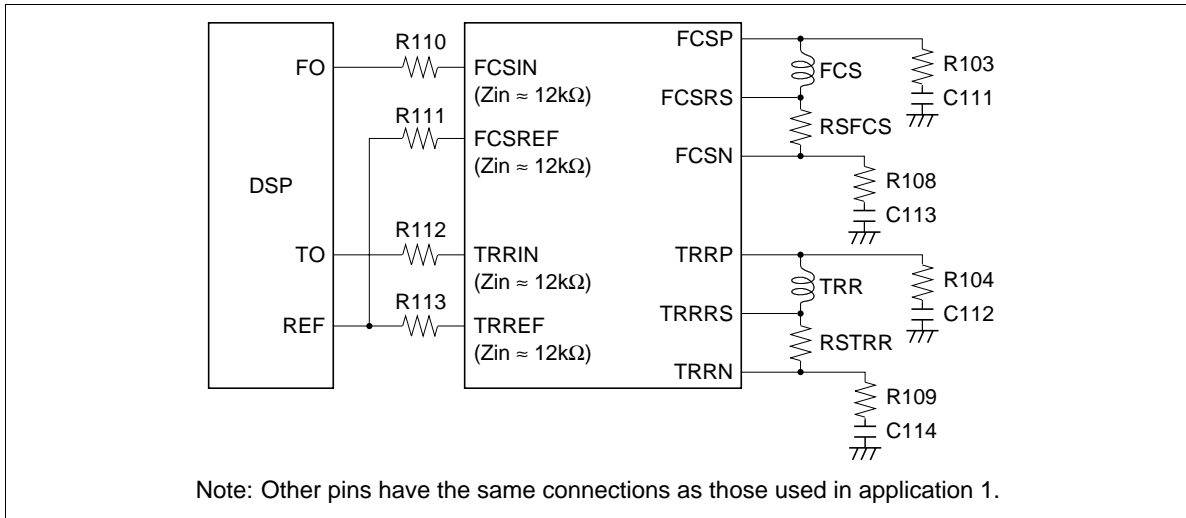 DSP
FO
TO
REF
R110
R111
R112
R113
FCSIN
(Zin ≈ 12kΩ)
FCSREF
(Zin ≈ 12kΩ)
TRRIN
(Zin ≈ 12kΩ)
TRREF
(Zin ≈ 12kΩ)
FCSP
FCSRS
FCSN
TRRP
TRRRS
TRRN
FCS
RSFCS
R103
C111
R108
C113
TRR
RSTRR
R104
C112
R109
C114
Note: Other pins have the same connections as those used in application 1.